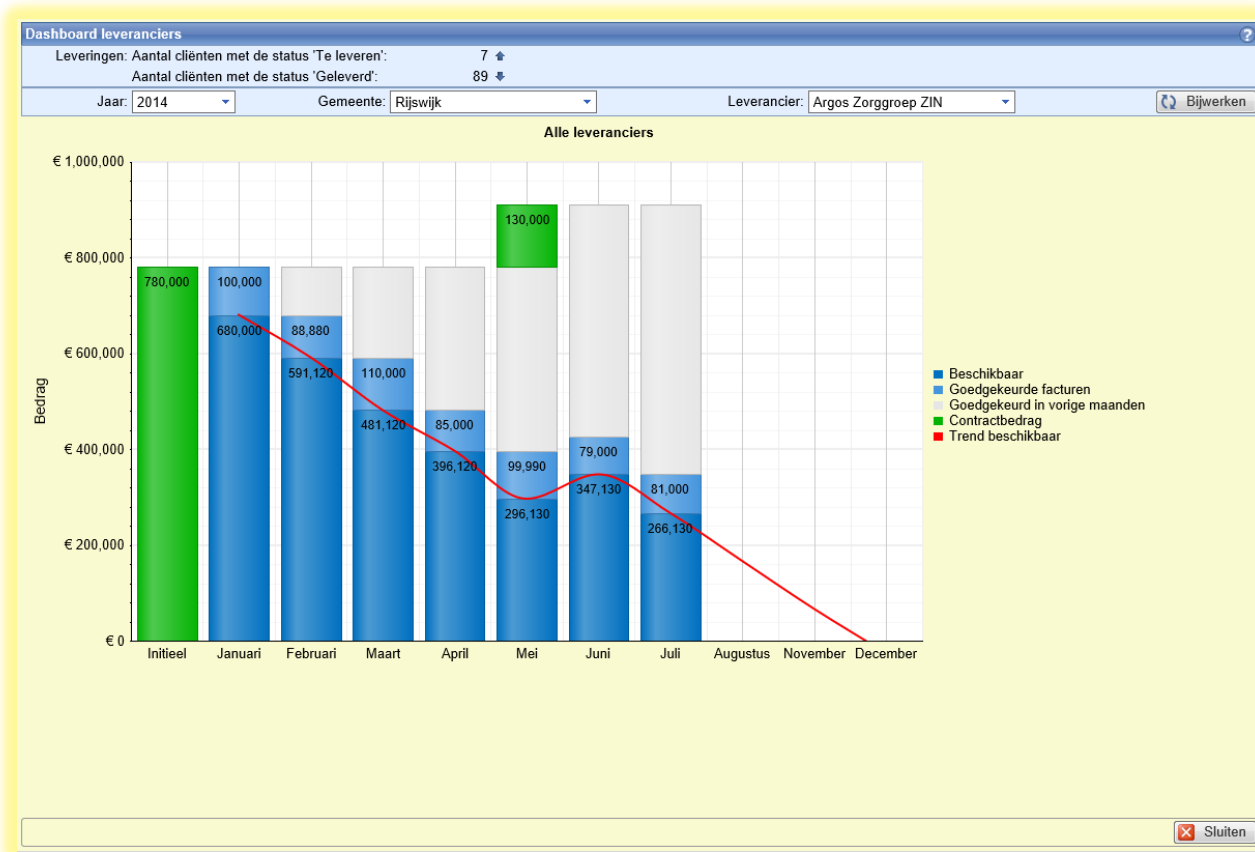 Dashboard leveranciers
?
Leveringen: Aantal cliënten met de status 'Te leveren': 7
Aantal cliënten met de status 'Geleverd': 89
Jaar: 2014 Gemeente: Rijswijk Leverancier: Argos Zorggroep ZIN Bijwerken
Alle leveranciers
€ 1,000,000
€ 800,000
€ 600,000
€ 400,000
€ 200,000
€ 0
Bedrag
780,000
100,000
680,000
88,880
591,120
110,000
481,120
85,000
396,120
130,000
99,990
296,130
79,000
347,130
81,000
266,130
Initieel Januari Februari Maart April Mei Juni Juli Augustus November December
Beschikbaar
Goedgekeurde facturen
Goedgekeurd in vorige maanden
Contractbedrag
Trend beschikbaar
Sluiten